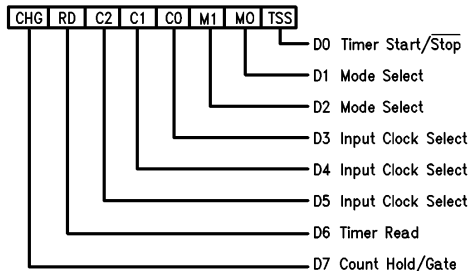 CHG RD C2 C1 C0 M1 M0 TSS
D0 Timer Start/Stop
D1 Mode Select
D2 Mode Select
D3 Input Clock Select
D4 Input Clock Select
D5 Input Clock Select
D6 Timer Read
D7 Count Hold/Gate